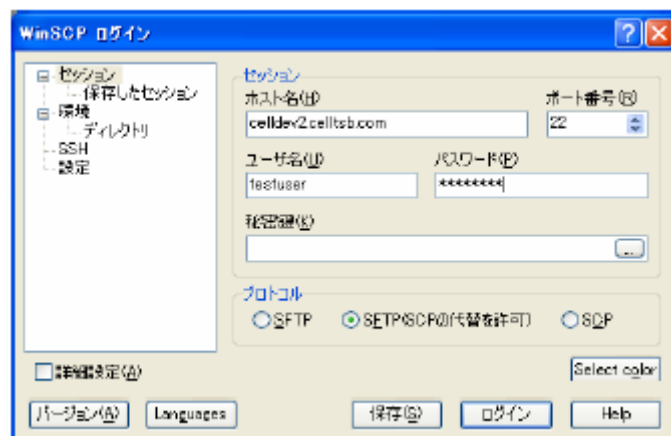 WinSCP ログイン
セッション
保存したセッション
環境
ディレクトリ
SSH
設定
セッション
ホスト名(H)
ポート番号(R)
celldev2.celltsb.com
22
ユーザ名(U)
パスワード(P)
testuser
********
秘密鍵(K)
...
プロトコル
SFTP
SFTP(SCPの代替を許可)
SCP
詳細設定(A)
Select color
バージョン(A)
Languages
保存(S)
ログイン
Help